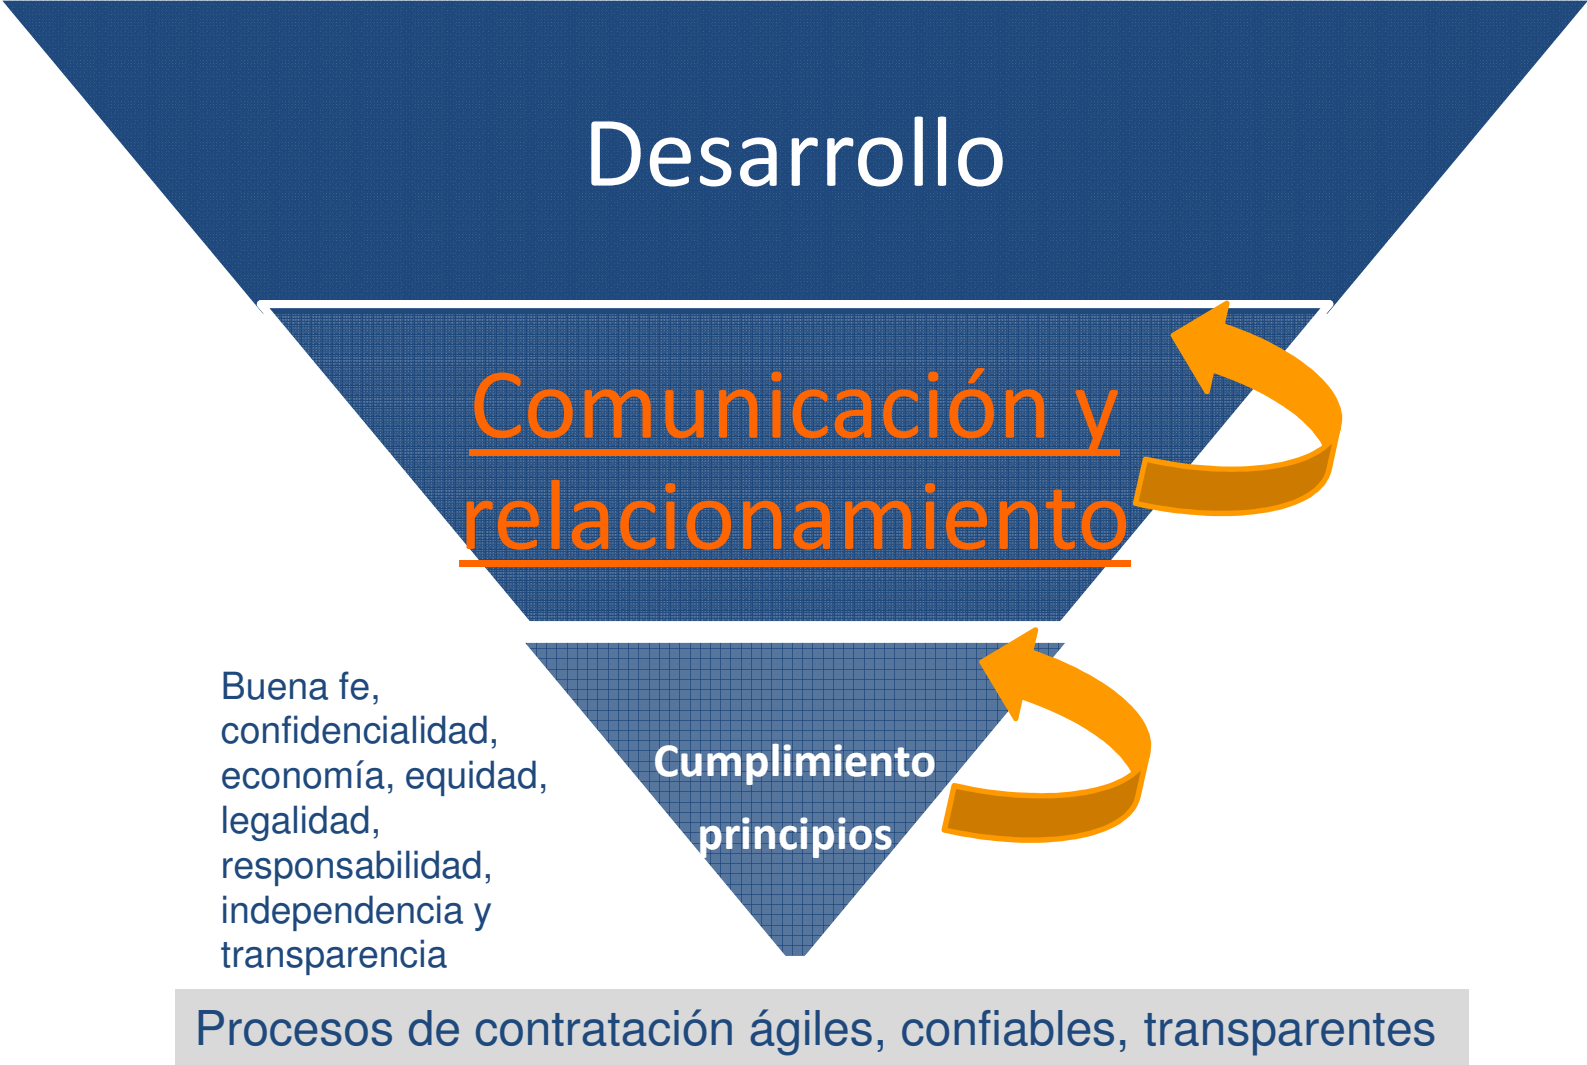 Desarrollo
Comunicación y
relacionamiento
Buena fe,
confidencialidad,
economía, equidad,
legalidad,
responsabilidad,
independencia y
transparencia
Cumplimiento
principios
Procesos de contratación ágiles, confiables, transparentes